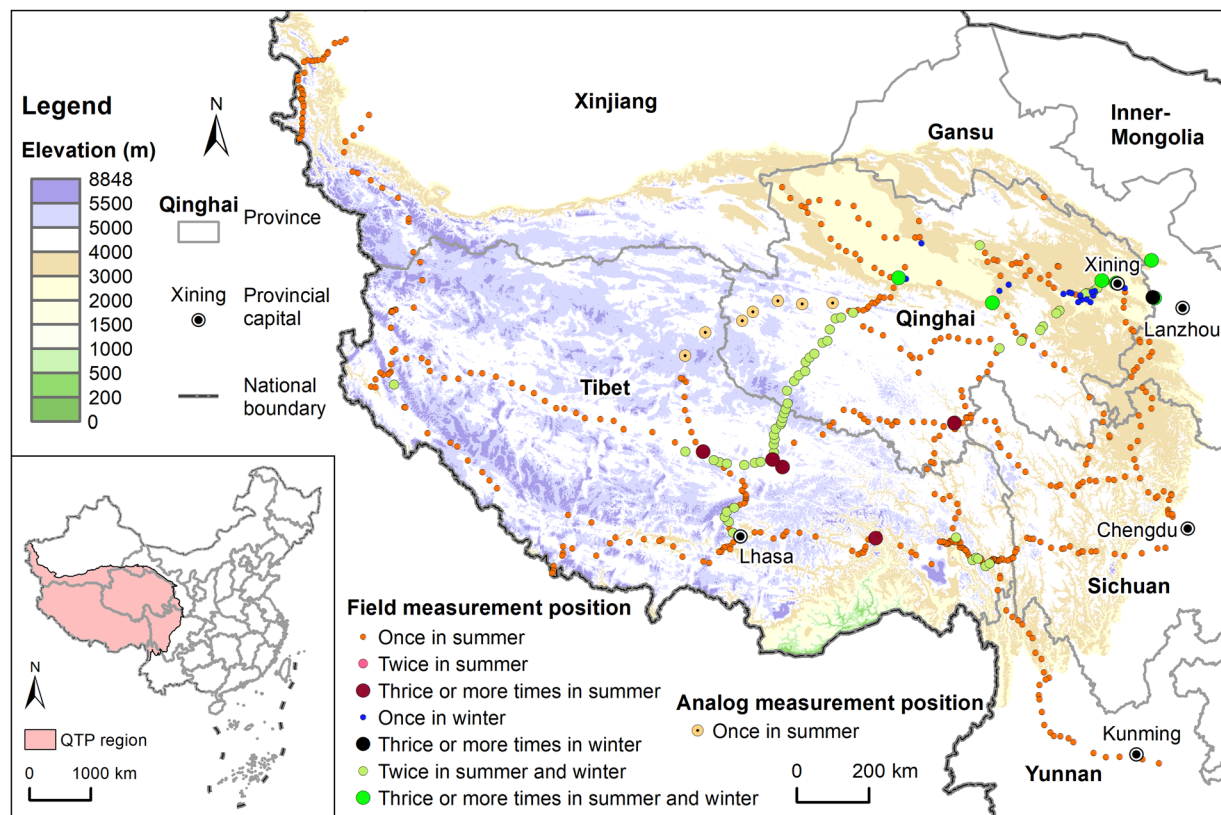 Xinjiang
Gansu
Inner-
Mongolia
Legend
N
Elevation (m)
8848
5500
5000
4000
3000
2000
1500
1000
500
200
0
Qinghai
Province
Xining
Provincial
capital
National
boundary
Xining
Lanzhou
Qinghai
Tibet
Lhasa
Chengdu
Sichuan
Kunming
Yunnan
Field measurement position
Once in summer
Twice in summer
Thrice or more times in summer
Once in winter
Thrice or more times in winter
Twice in summer and winter
Thrice or more times in summer and winter
Analog measurement position
Once in summer
0 200 km
N
QTP region
0 1000 km